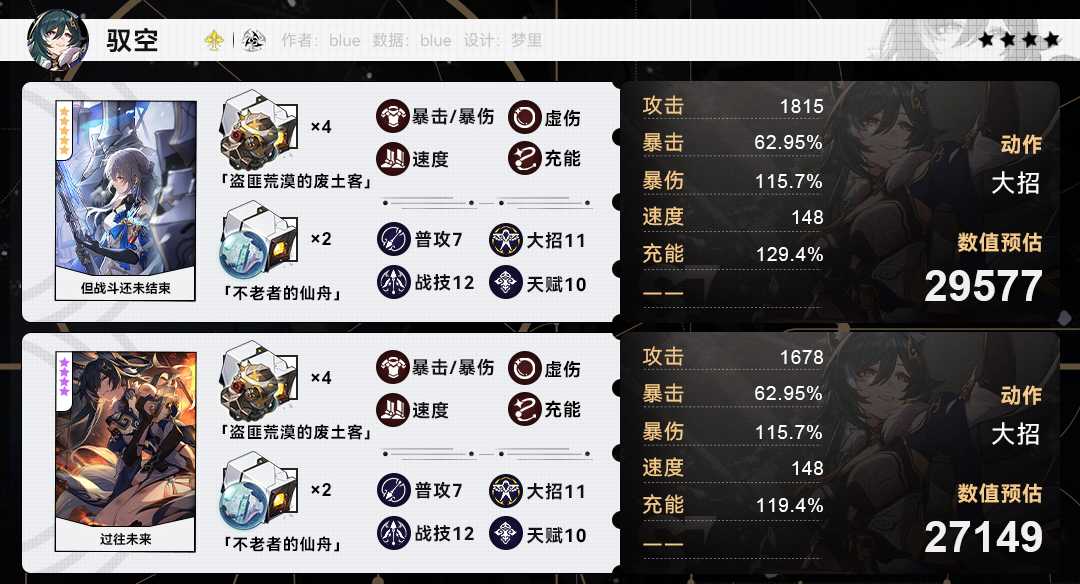 驭空
作者：blue 数据：blue 设计：梦里
但战斗还未结束
×4
「盗匪荒漠的废土客」
×2
「不老者的仙舟」
暴击/暴伤
虚伤
速度
充能
普攻7
大招11
战技12
天赋10
攻击 1815
暴击 62.95%
暴伤 115.7%
速度 148
充能 129.4%
——
动作
大招
数值预估
29577
过往未来
×4
「盗匪荒漠的废土客」
×2
「不老者的仙舟」
暴击/暴伤
虚伤
速度
充能
普攻7
大招11
战技12
天赋10
攻击 1678
暴击 62.95%
暴伤 115.7%
速度 148
充能 119.4%
——
动作
大招
数值预估
27149